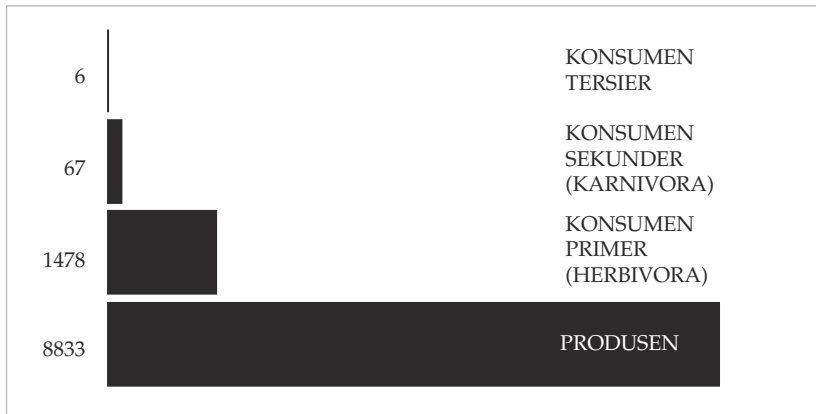 6
KONSUMEN
TERSIER
67
KONSUMEN
SEKUNDER
(KARNIVORA)
1478
KONSUMEN
PRIMER
(HERBIVORA)
8833
PRODUSEN